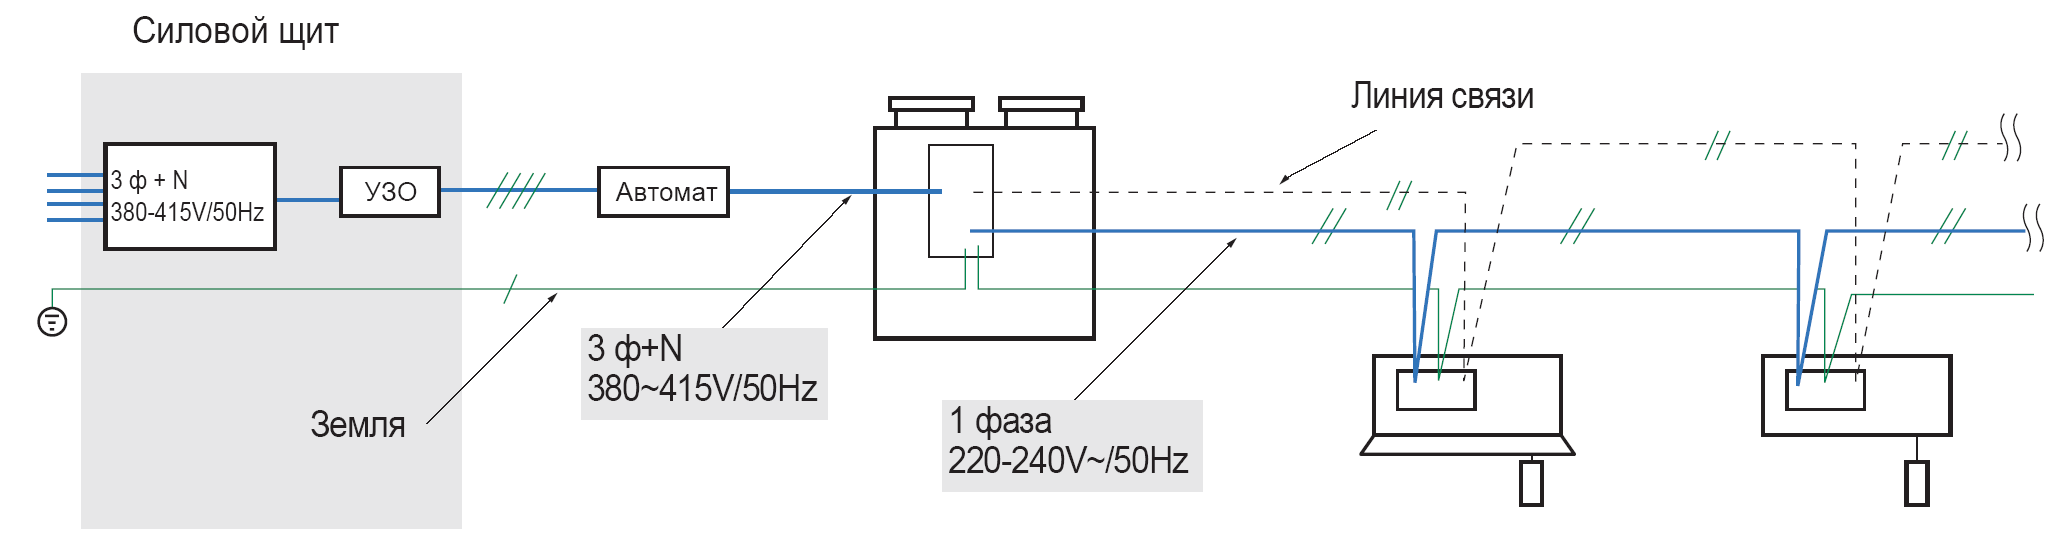 Силовой щит
3 ф + N
380-415V/50Hz
УЗО
Автомат
Линия связи
3 ф+N
380~415V/50Hz
Земля
1 фаза
220-240V~/50Hz